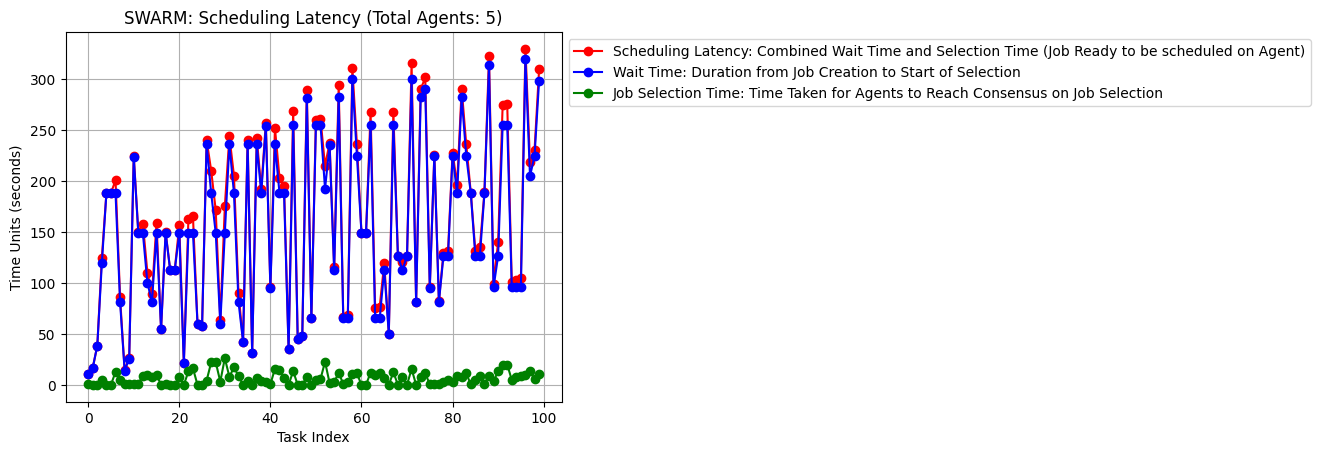 SWARM: Scheduling Latency (Total Agents: 5)
Scheduling Latency: Combined Wait Time and Selection Time (Job Ready to be scheduled on Agent)
Wait Time: Duration from Job Creation to Start of Selection
Job Selection Time: Time Taken for Agents to Reach Consensus on Job Selection
Time Units (seconds)
300
250
200
150
100
50
0
0 20 40 60 80 100
Task Index